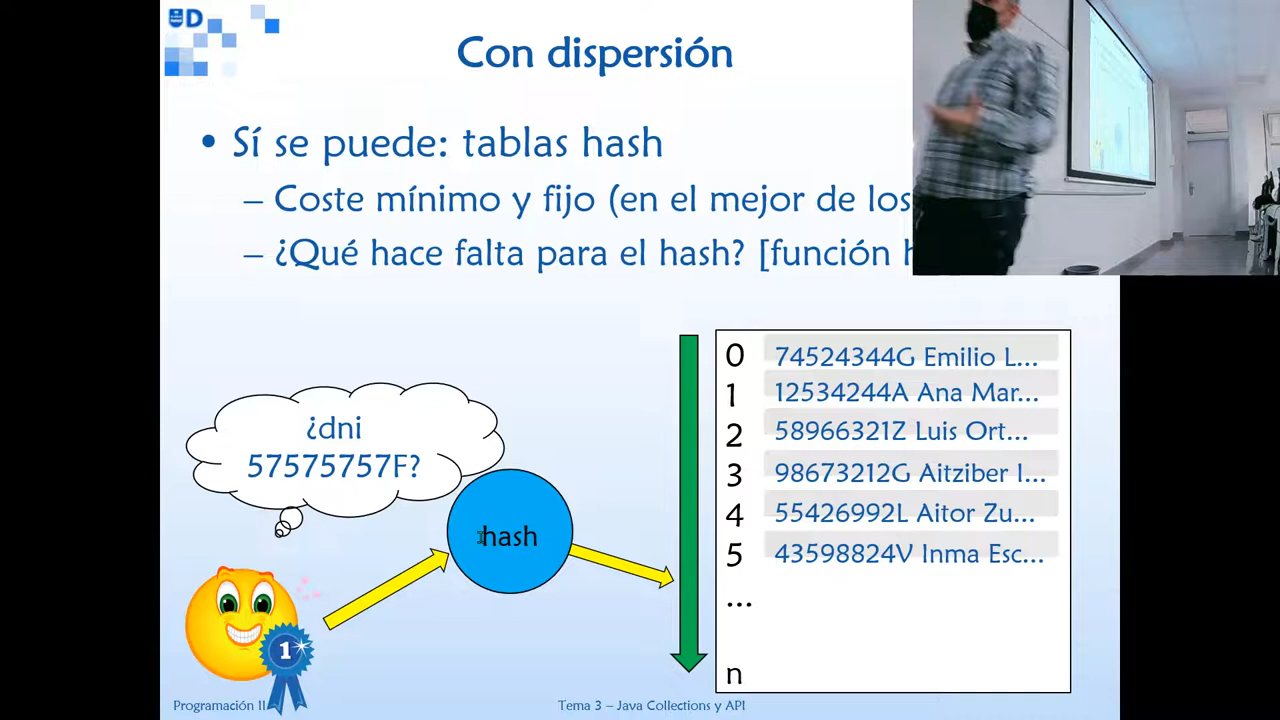 UD
Con dispersión
• Sí se puede: tablas hash
– Coste mínimo y fijo (en el mejor de los
– ¿Qué hace falta para el hash? [función
¿dni
57575757F?
hash
1
0 74524344G Emilio L...
1 12534244A Ana Mar...
2 58966321Z Luis Ort...
3 98673212G Aitziber I...
4 55426992L Aitor Zu...
5 43598824V Inma Esc...
...
n
Programación II
Tema 3 – Java Collections y API